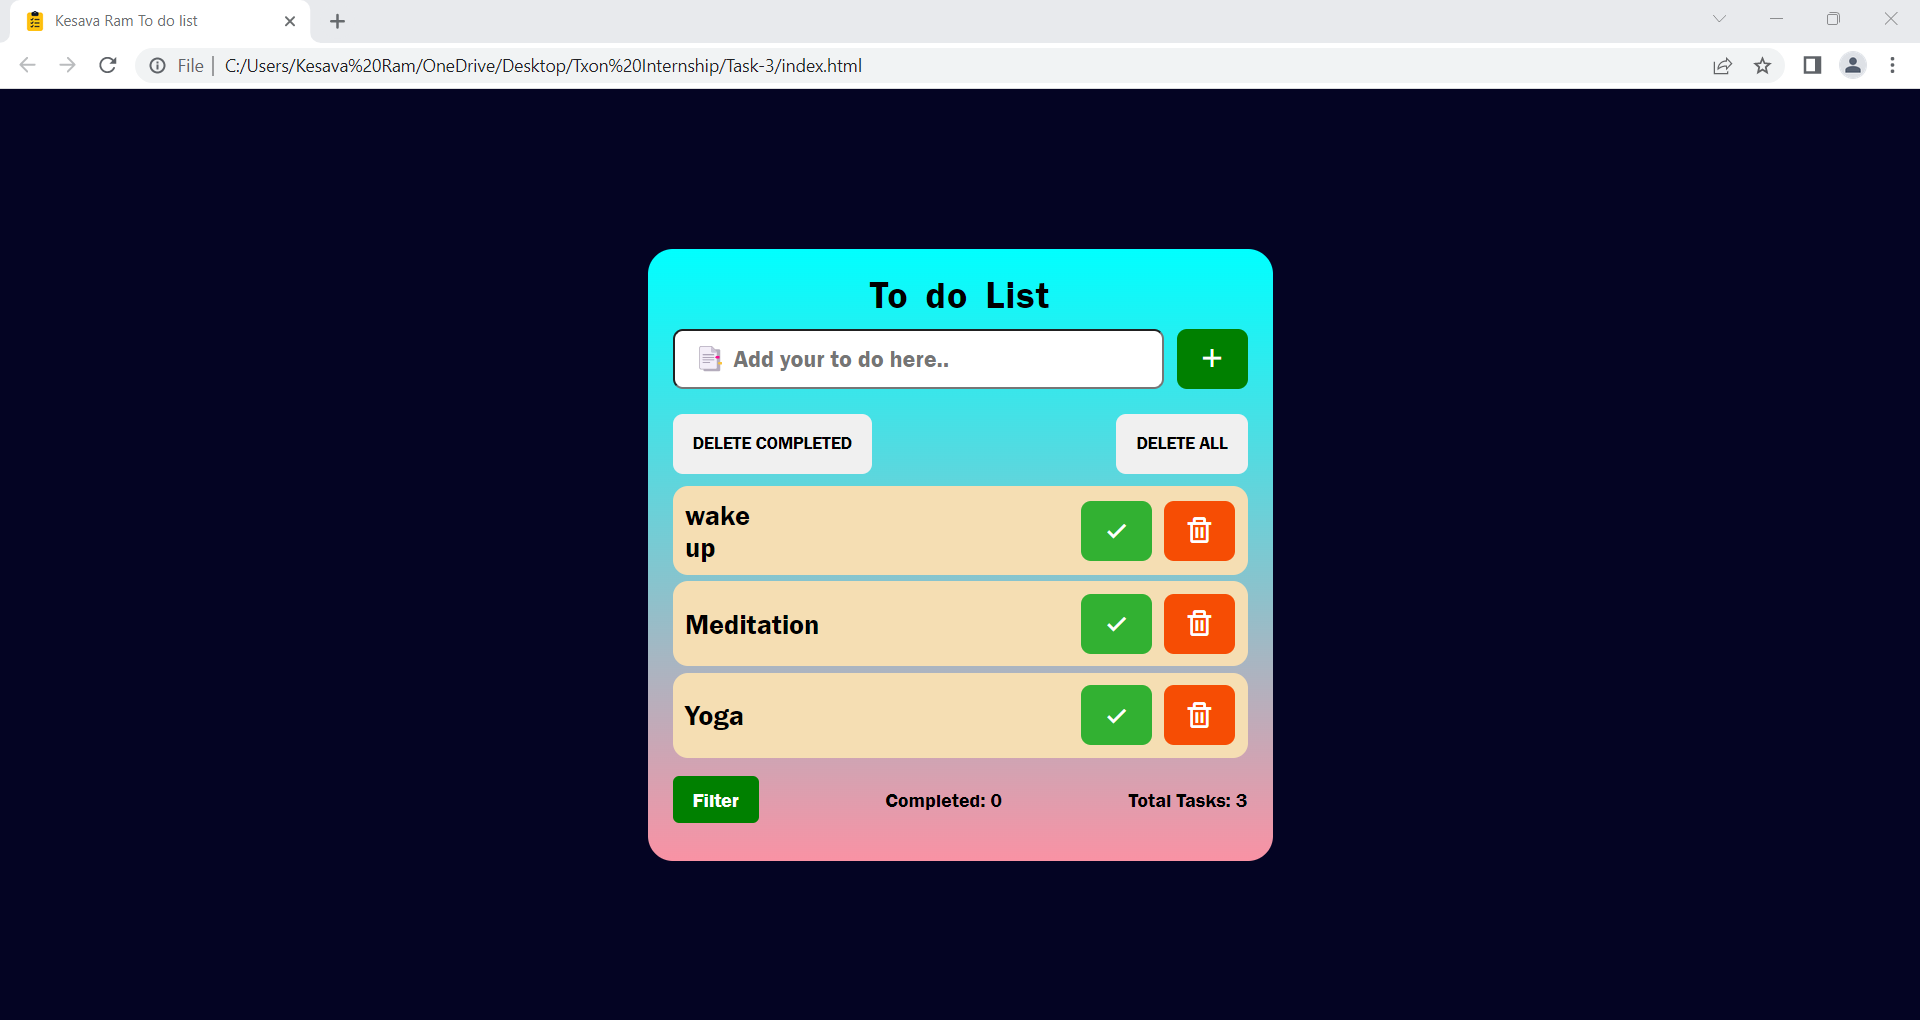 Kesava Ram To do list
File | C:/Users/Kesava%20Ram/OneDrive/Desktop/Txon%20Internship/Task-3/index.html
To do List
Add your to do here..
+
DELETE COMPLETED
DELETE ALL
wake
up
Meditation
Yoga
Filter
Completed: 0
Total Tasks: 3